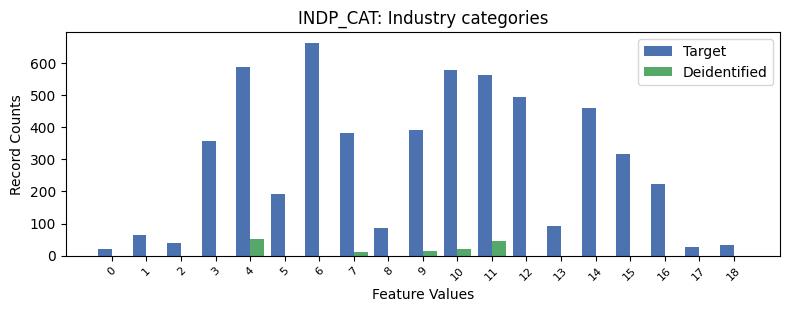 INDP_CAT: Industry categories
Target
Deidentified
Record Counts
600
500
400
300
200
100
0
0 1 2 3 4 5 6 7 8 9 10 11 12 13 14 15 16 17 18
Feature Values